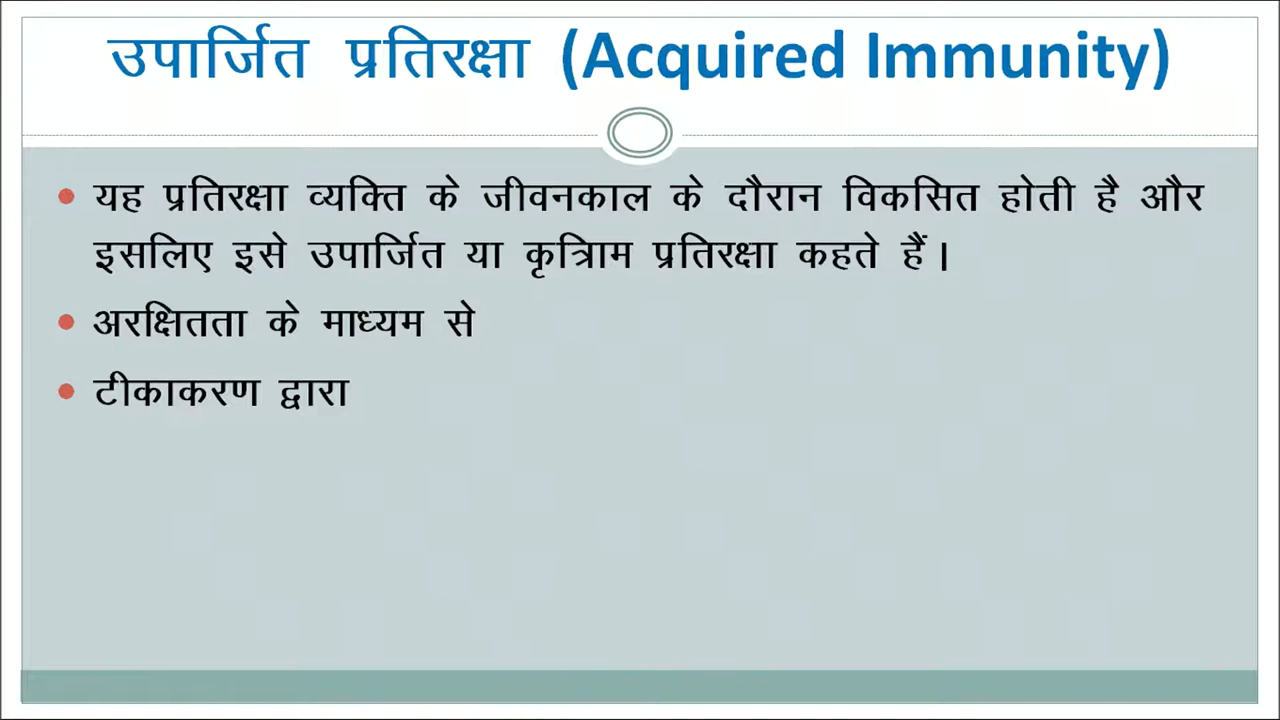 उपार्जित प्रतिरक्षा (Acquired Immunity)
• यह प्रतिरक्षा व्यक्ति के जीवनकाल के दौरान विकसित होती है और
इसलिए इसे उपार्जित या कृत्रिाम प्रतिरक्षा कहते हैं।
• अरक्षितता के माध्यम से
• टीकाकरण द्वारा